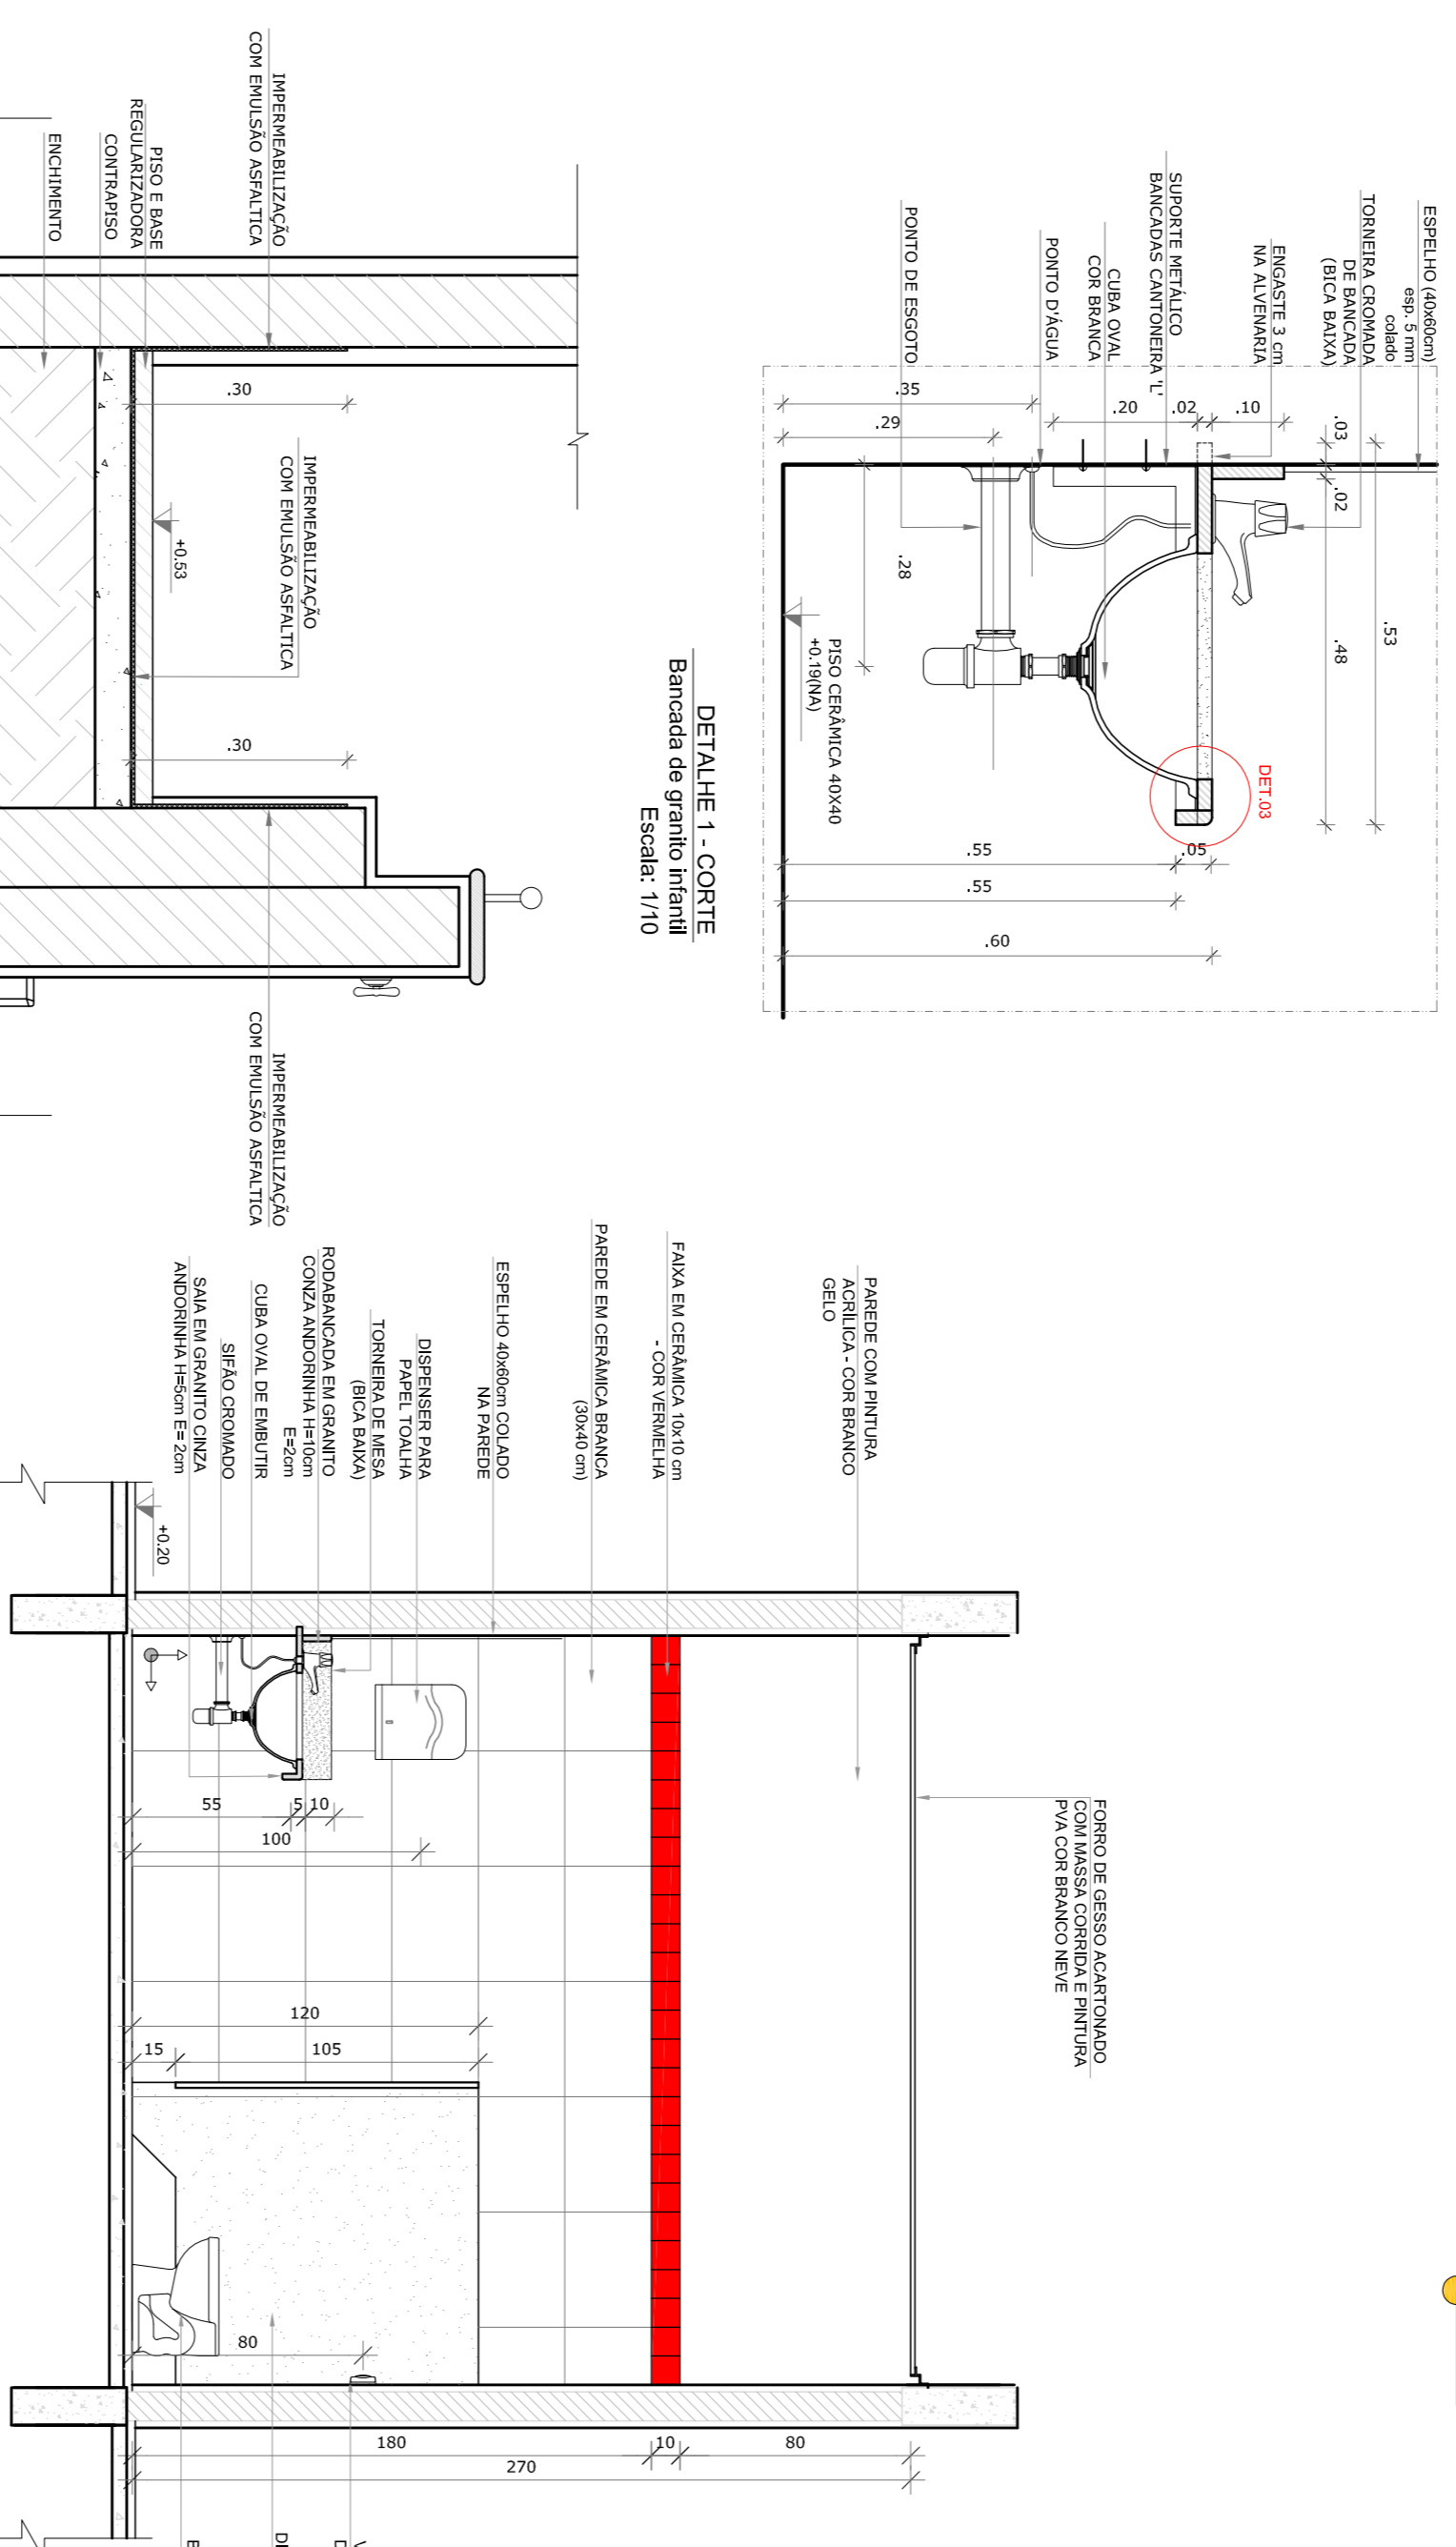 ESPELHO (40x60cm)
esp. 5 mm
colado
TORNEIRA CROMADA
DE BANCADA
(BICA BAIXA)
ENGASTE 3 cm
NA ALVENARIA
SUPORTE METÁLICO
BANCADAS CANTONEIRA 'L'
CUBA OVAL
COR BRANCA
PONTO D'ÁGUA
PONTO DE ESGOTO
.03
.02
.10
.02
.20
.35
.29
.28
.53
.48
DET.03
.05
.55
.55
.60
PISO CERÂMICA 40X40
+0.19(NA)
DETALHE 1 - CORTE
Bancada de granito infantil
Escala: 1/10
IMPERMEABILIZAÇÃO
COM EMULSÃO ASFALTICA
PISO E BASE
REGULARIZADORA
CONTRAPISO
ENCHIMENTO
.30
IMPERMEABILIZAÇÃO
COM EMULSÃO ASFALTICA
+0.53
.30
IMPERMEABILIZAÇÃO
COM EMULSÃO ASFALTICA
FORRO DE GESSO ACARTONADO
COM MASSA CORRIDA E PINTURA
PVA COR BRANCO NEVE
PAREDE COM PINTURA
ACRÍLICA - COR BRANCO
GELO
FAIXA EM CERÂMICA 10x10 cm
- COR VERMELHA
PAREDE EM CERÂMICA BRANCA
(30x40 cm)
ESPELHO 40x60cm COLADO
NA PAREDE
DISPENSER PARA
PAPEL TOALHA
TORNEIRA DE MESA
(BICA BAIXA)
RODABANCADA EM GRANITO
CONZA ANDORINHA H=10cm
E=2cm
CUBA OVAL DE EMBUTIR
SIFÃO CROMADO
SAIA EM GRANITO CINZA
ANDORINHA H=5cm E= 2cm
+0.20
10
5
55
100
120
105
15
80
80
10
180
270